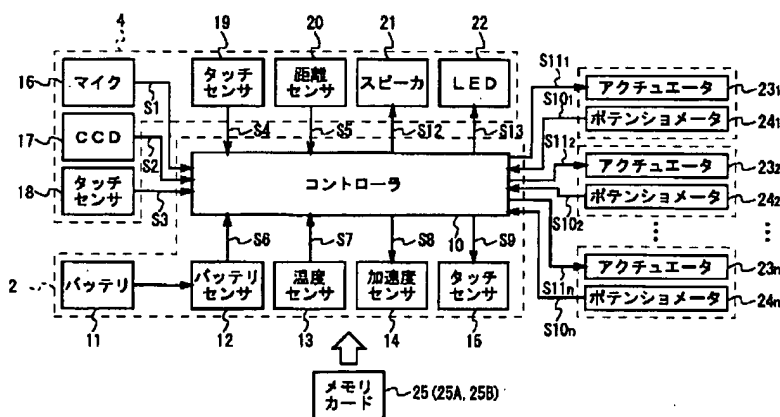 4
19
20
21
22
16
マイク
S1
タッチ
センサ
距離
センサ
スピーカ
LED
S11₁
アクチュエータ
23₁
S10₁
ポテンショメータ
24₁
17
CCD
S2
S4
S5
S12
S13
S11₂
アクチュエータ
23₂
18
タッチ
センサ
S3
コントローラ
ポテンショメータ
24₂
S10₂
10
S6
S7
S8
S9
2
バッテリ
バッテリ
センサ
温度
センサ
加速度
センサ
タッチ
センサ
S11n
アクチュエータ
23n
ポテンショメータ
24n
S10n
11
12
13
14
15
メモリ
カード
25 (25A, 25B)